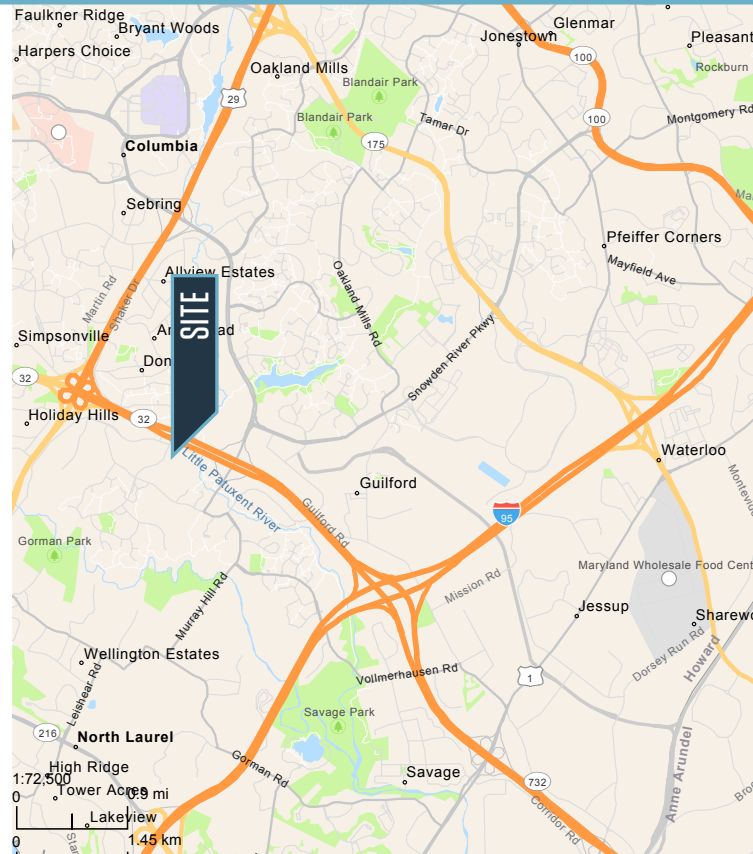 Faulkner Ridge
Bryant Woods
Glenmar
Jonestown
Pleasant
Harpers Choice
Oakland Mills
100
Rockburn
Blandair Park
29
Blandair Park
Tamar Dr
100
Montgomery Rd
175
Columbia
Sebring
Pfeiffer Corners
Allview Estates
Mayfield Ave
Martin Rd
Shaker Dr
SITE
Oakland Mills Rd
Simpsonville
Snowden River Pkwy
32
Holiday Hills
32
Waterloo
Little Patuxent River
Guilford
Guilford Rd
95
Gorman Park
Maryland Wholesale Food Cent
Mission Rd
Murray Hill Rd
Jessup
Sharewo
Dorsey Run Rd
Howard
Wellington Estates
Vollmerhausen Rd
1
Leishear Rd
Savage Park
216
North Laurel
Anne Arundel
High Ridge
Gorman Rd
Savage
1:72,500
732
Tower Acres
0
0.9 mi
Corridor Rd
Lakeview
0
1.45 km